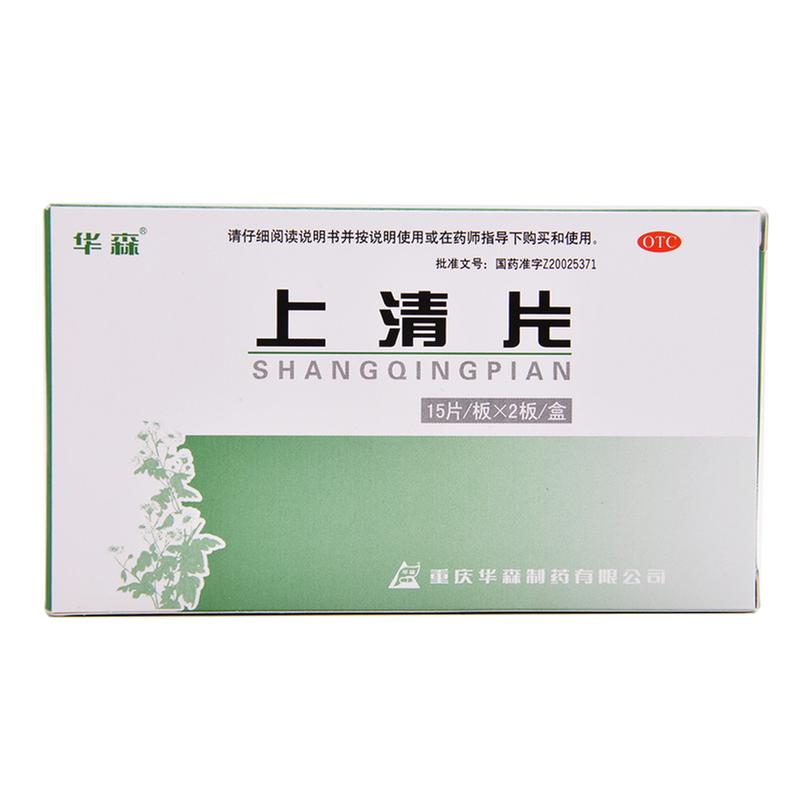 华森®
请仔细阅读说明书并按说明使用或在药师指导下购买和使用。
OTC
批准文号：国药准字Z20025371
上清片
SHANGQINGPIAN
15片/板×2板/盒
重庆华森制药有限公司